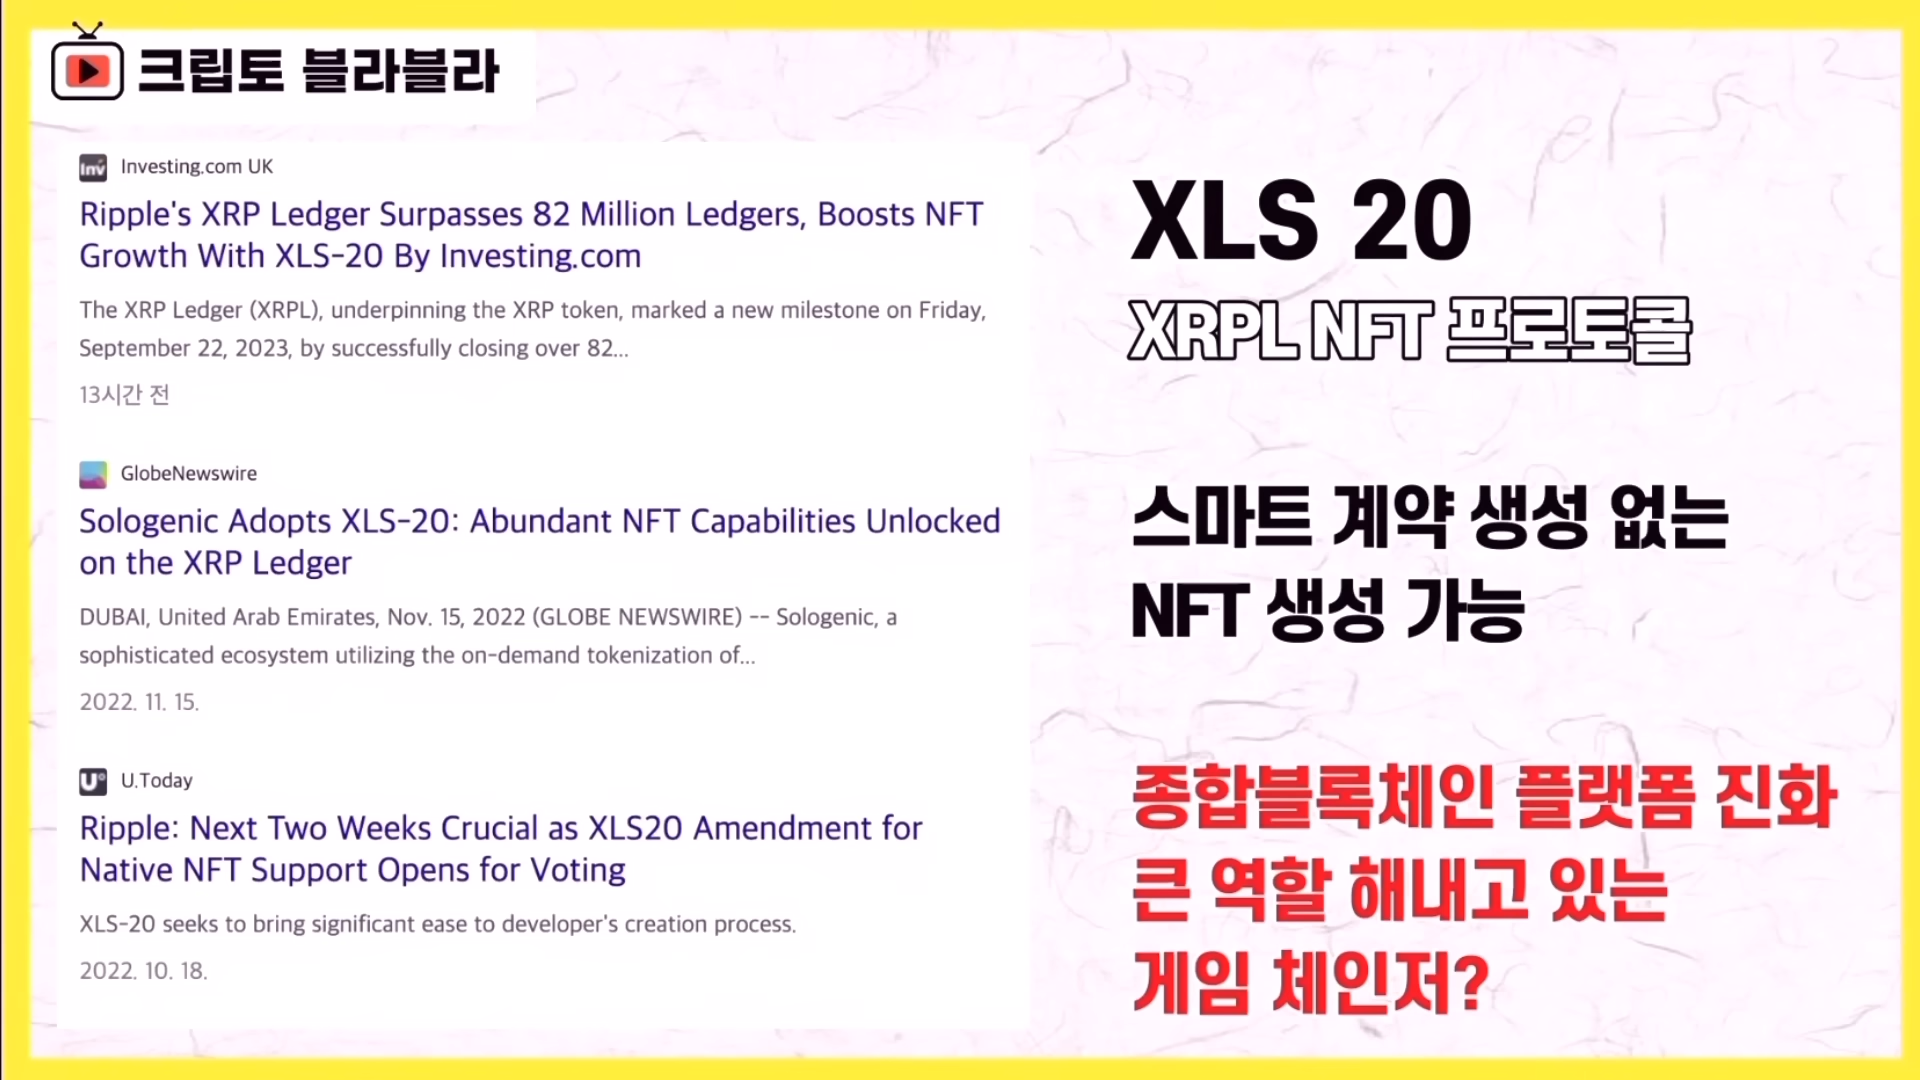 크립토 블라블라
Inv Investing.com UK
Ripple's XRP Ledger Surpasses 82 Million Ledgers, Boosts NFT
Growth With XLS-20 By Investing.com
The XRP Ledger (XRPL), underpinning the XRP token, marked a new milestone on Friday,
September 22, 2023, by successfully closing over 82...
13시간 전
GlobeNewswire
Sologenic Adopts XLS-20: Abundant NFT Capabilities Unlocked
on the XRP Ledger
DUBAI, United Arab Emirates, Nov. 15, 2022 (GLOBE NEWSWIRE) -- Sologenic, a
sophisticated ecosystem utilizing the on-demand tokenization of...
2022. 11. 15.
U U.Today
Ripple: Next Two Weeks Crucial as XLS20 Amendment for
Native NFT Support Opens for Voting
XLS-20 seeks to bring significant ease to developer's creation process.
2022. 10. 18.
XLS 20
XRPL NFT 프로토콜
스마트 계약 생성 없는
NFT 생성 가능
종합블록체인 플랫폼 진화
큰 역할 해내고 있는
게임 체인저?